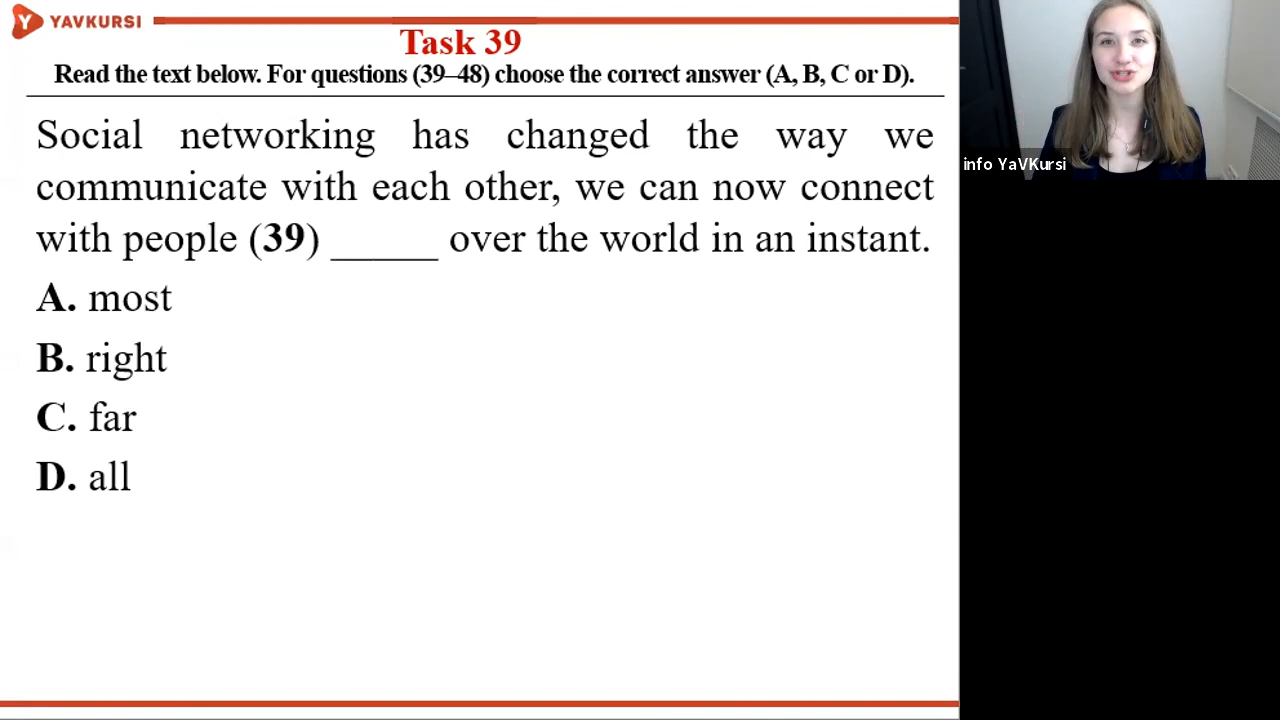 YAVKURSI
Task 39
Read the text below. For questions (39–48) choose the correct answer (A, B, C or D).
Social networking has changed the way we
communicate with each other, we can now connect
with people (39) _____ over the world in an instant.
A. most
B. right
C. far
D. all
info YaVKursi